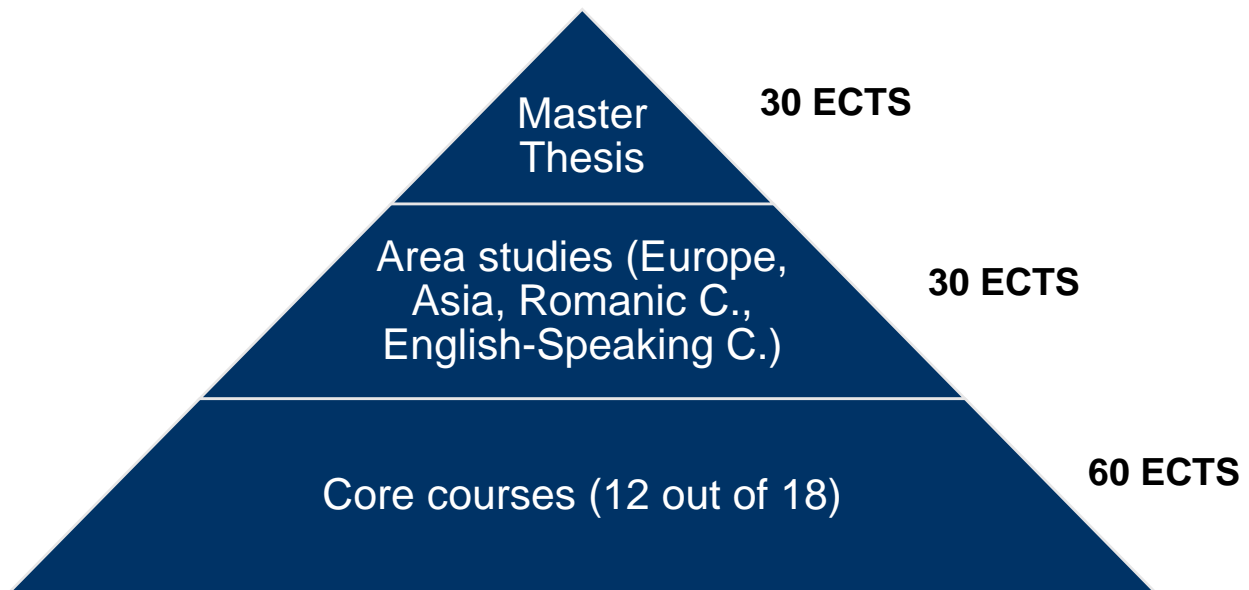 Master
Thesis
30 ECTS
Area studies (Europe,
Asia, Romanic C.,
English-Speaking C.)
30 ECTS
Core courses (12 out of 18)
60 ECTS